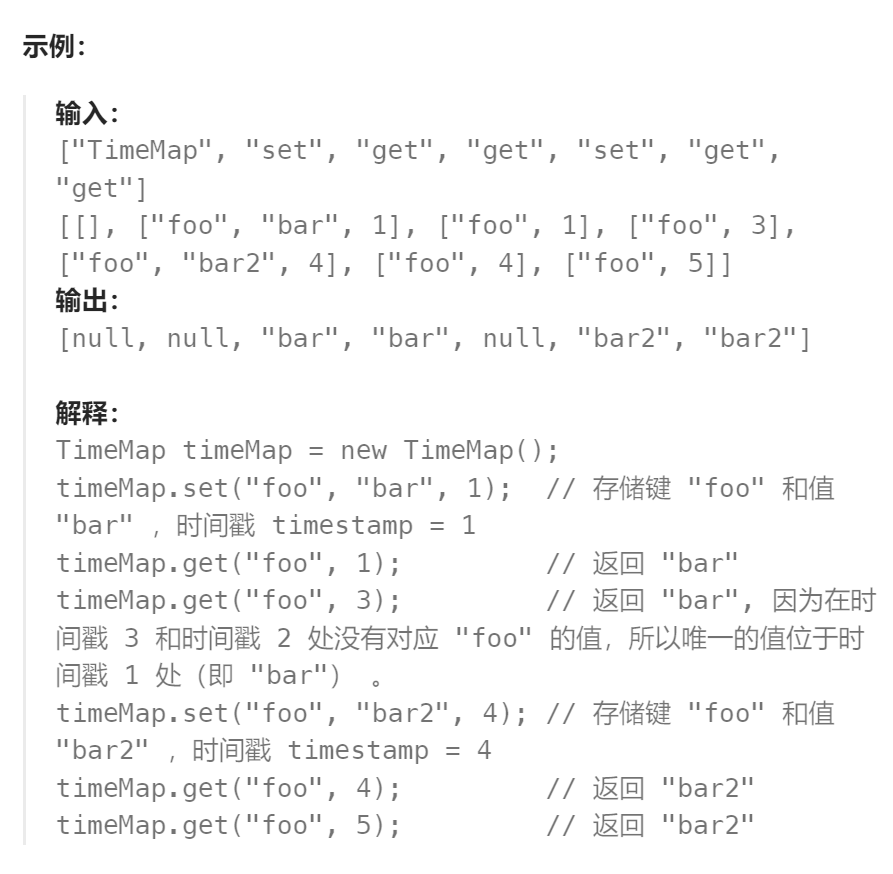 示例：
输入：
["TimeMap", "set", "get", "get", "set", "get",
"get"]
[[], ["foo", "bar", 1], ["foo", 1], ["foo", 3],
["foo", "bar2", 4], ["foo", 4], ["foo", 5]]
输出：
[null, null, "bar", "bar", null, "bar2", "bar2"]
解释：
TimeMap timeMap = new TimeMap();
timeMap.set("foo", "bar", 1);  // 存储键 "foo" 和值
"bar" ，时间戳 timestamp = 1
timeMap.get("foo", 1);         // 返回 "bar"
timeMap.get("foo", 3);         // 返回 "bar", 因为在时
间戳 3 和时间戳 2 处没有对应 "foo" 的值，所以唯一的值位于时
间戳 1 处（即 "bar"） 。
timeMap.set("foo", "bar2", 4); // 存储键 "foo" 和值
"bar2" ，时间戳 timestamp = 4
timeMap.get("foo", 4);         // 返回 "bar2"
timeMap.get("foo", 5);         // 返回 "bar2"